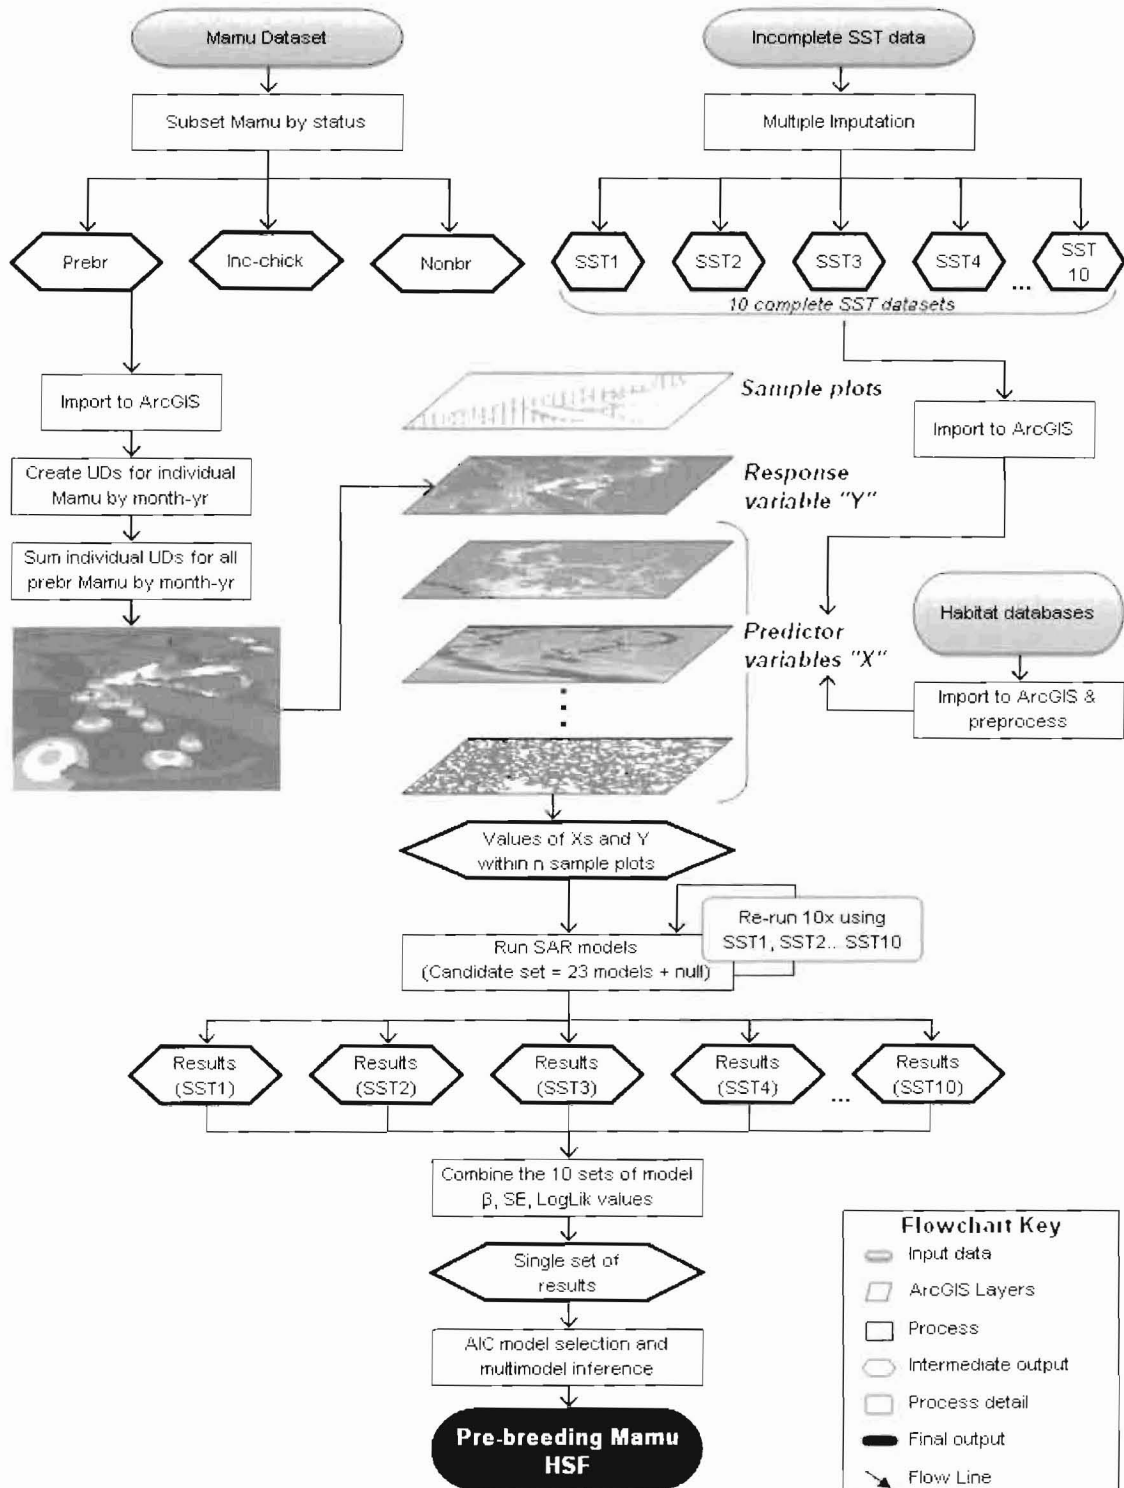 Mamu Dataset
Incomplete SST data
Subset Mamu by status
Multiple Imputation
Prebr
Inc-chick
Nonbr
SST1
SST2
SST3
SST4
...
SST
10
10 complete SST datasets
Import to ArcGIS
Sample plots
Import to ArcGIS
Create UDs for individual
Mamu by month-yr
Response
variable "Y"
Sum individual UDs for all
prebr Mamu by month-yr
Habitat databases
Predictor
variables "X"
Import to ArcGIS &
preprocess
Values of Xs and Y
within n sample plots
Re-run 10x using
SST1, SST2.. SST10
Run SAR models
(Candidate set = 23 models + null)
Results
(SST1)
Results
(SST2)
Results
(SST3)
Results
(SST4)
...
Results
(SST10)
Combine the 10 sets of model
β, SE, LogLik values
Single set of
results
AIC model selection and
multimodel inference
Pre-breeding Mamu
HSF
Flowchart Key
Input data
ArcGIS Layers
Process
Intermediate output
Process detail
Final output
Flow Line